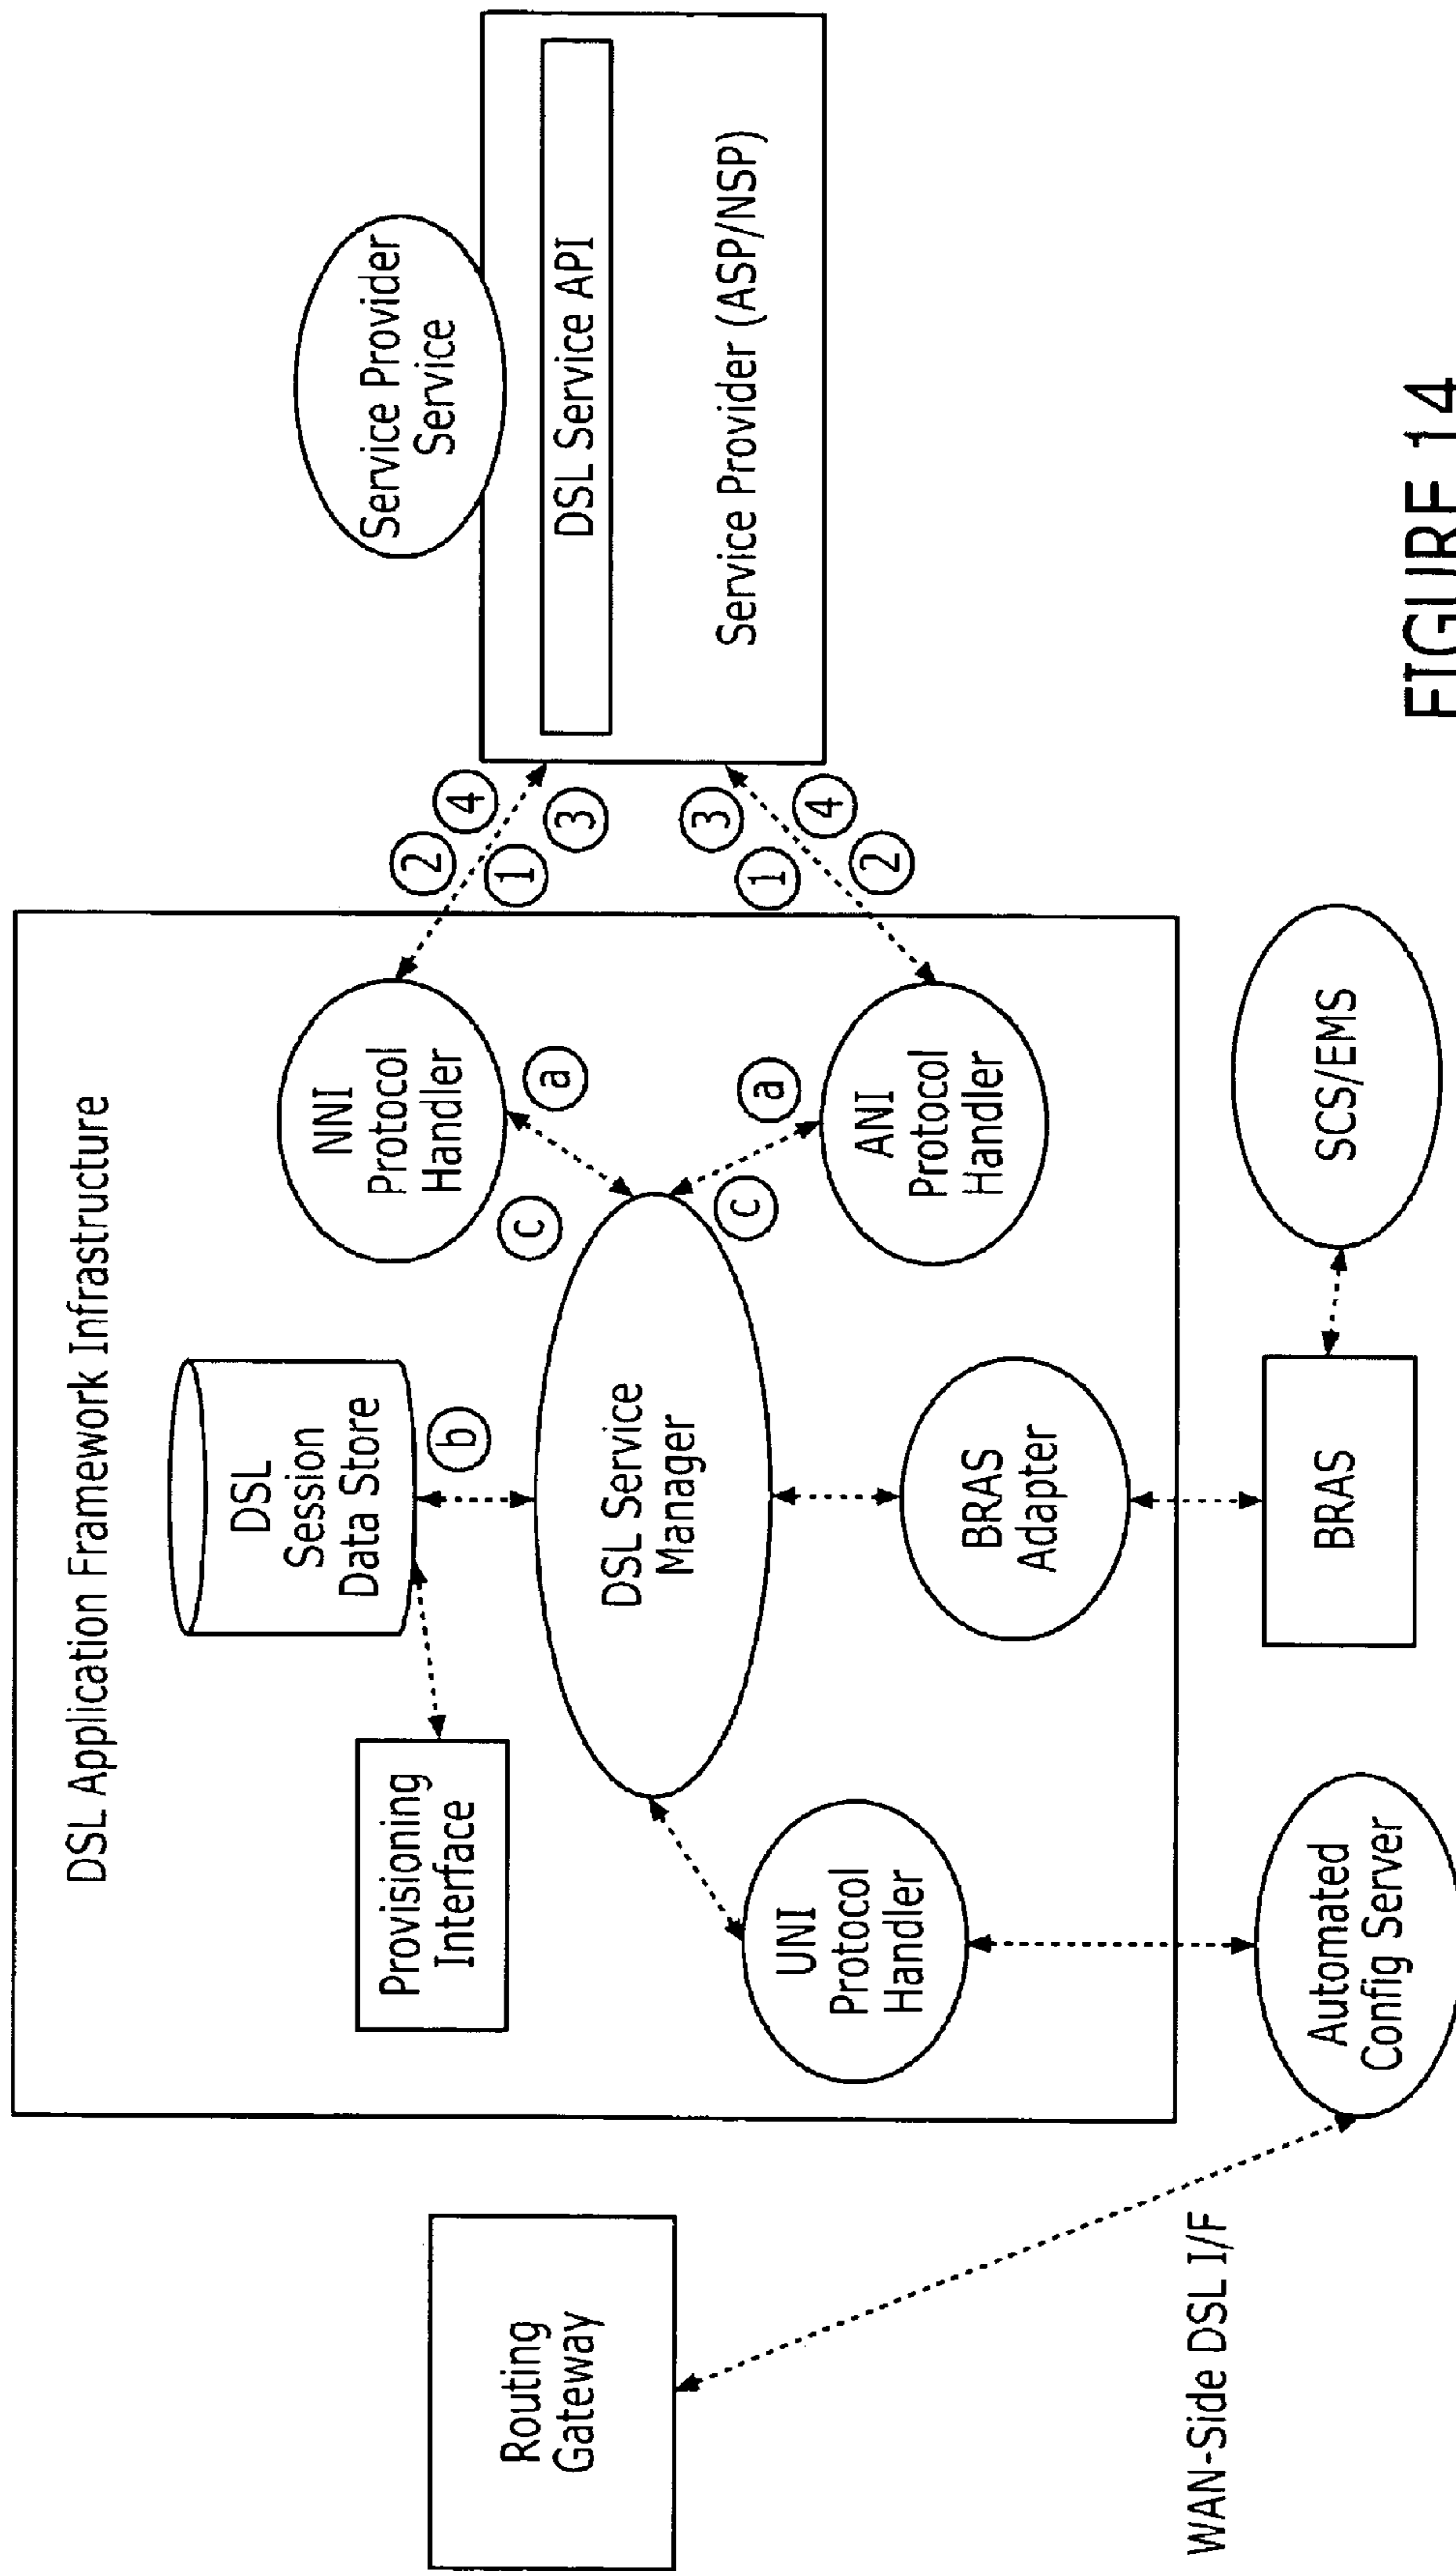 DSL Application Framework Infrastructure
Routing
Gateway
Provisioning
Interface
DSL
Session
Data Store
b
NNI
Protocol
Handler
a
c
DSL Service
Manager
c
a
UNI
Protocol
Handler
BRAS
Adapter
ANI
Protocol
Handler
2
4
1
3
3
1
4
2
Service Provider
Service
DSL Service API
Service Provider (ASP/NSP)
WAN-Side DSL I/F
Automated
Config Server
BRAS
SCS/EMS
FIGURE 14